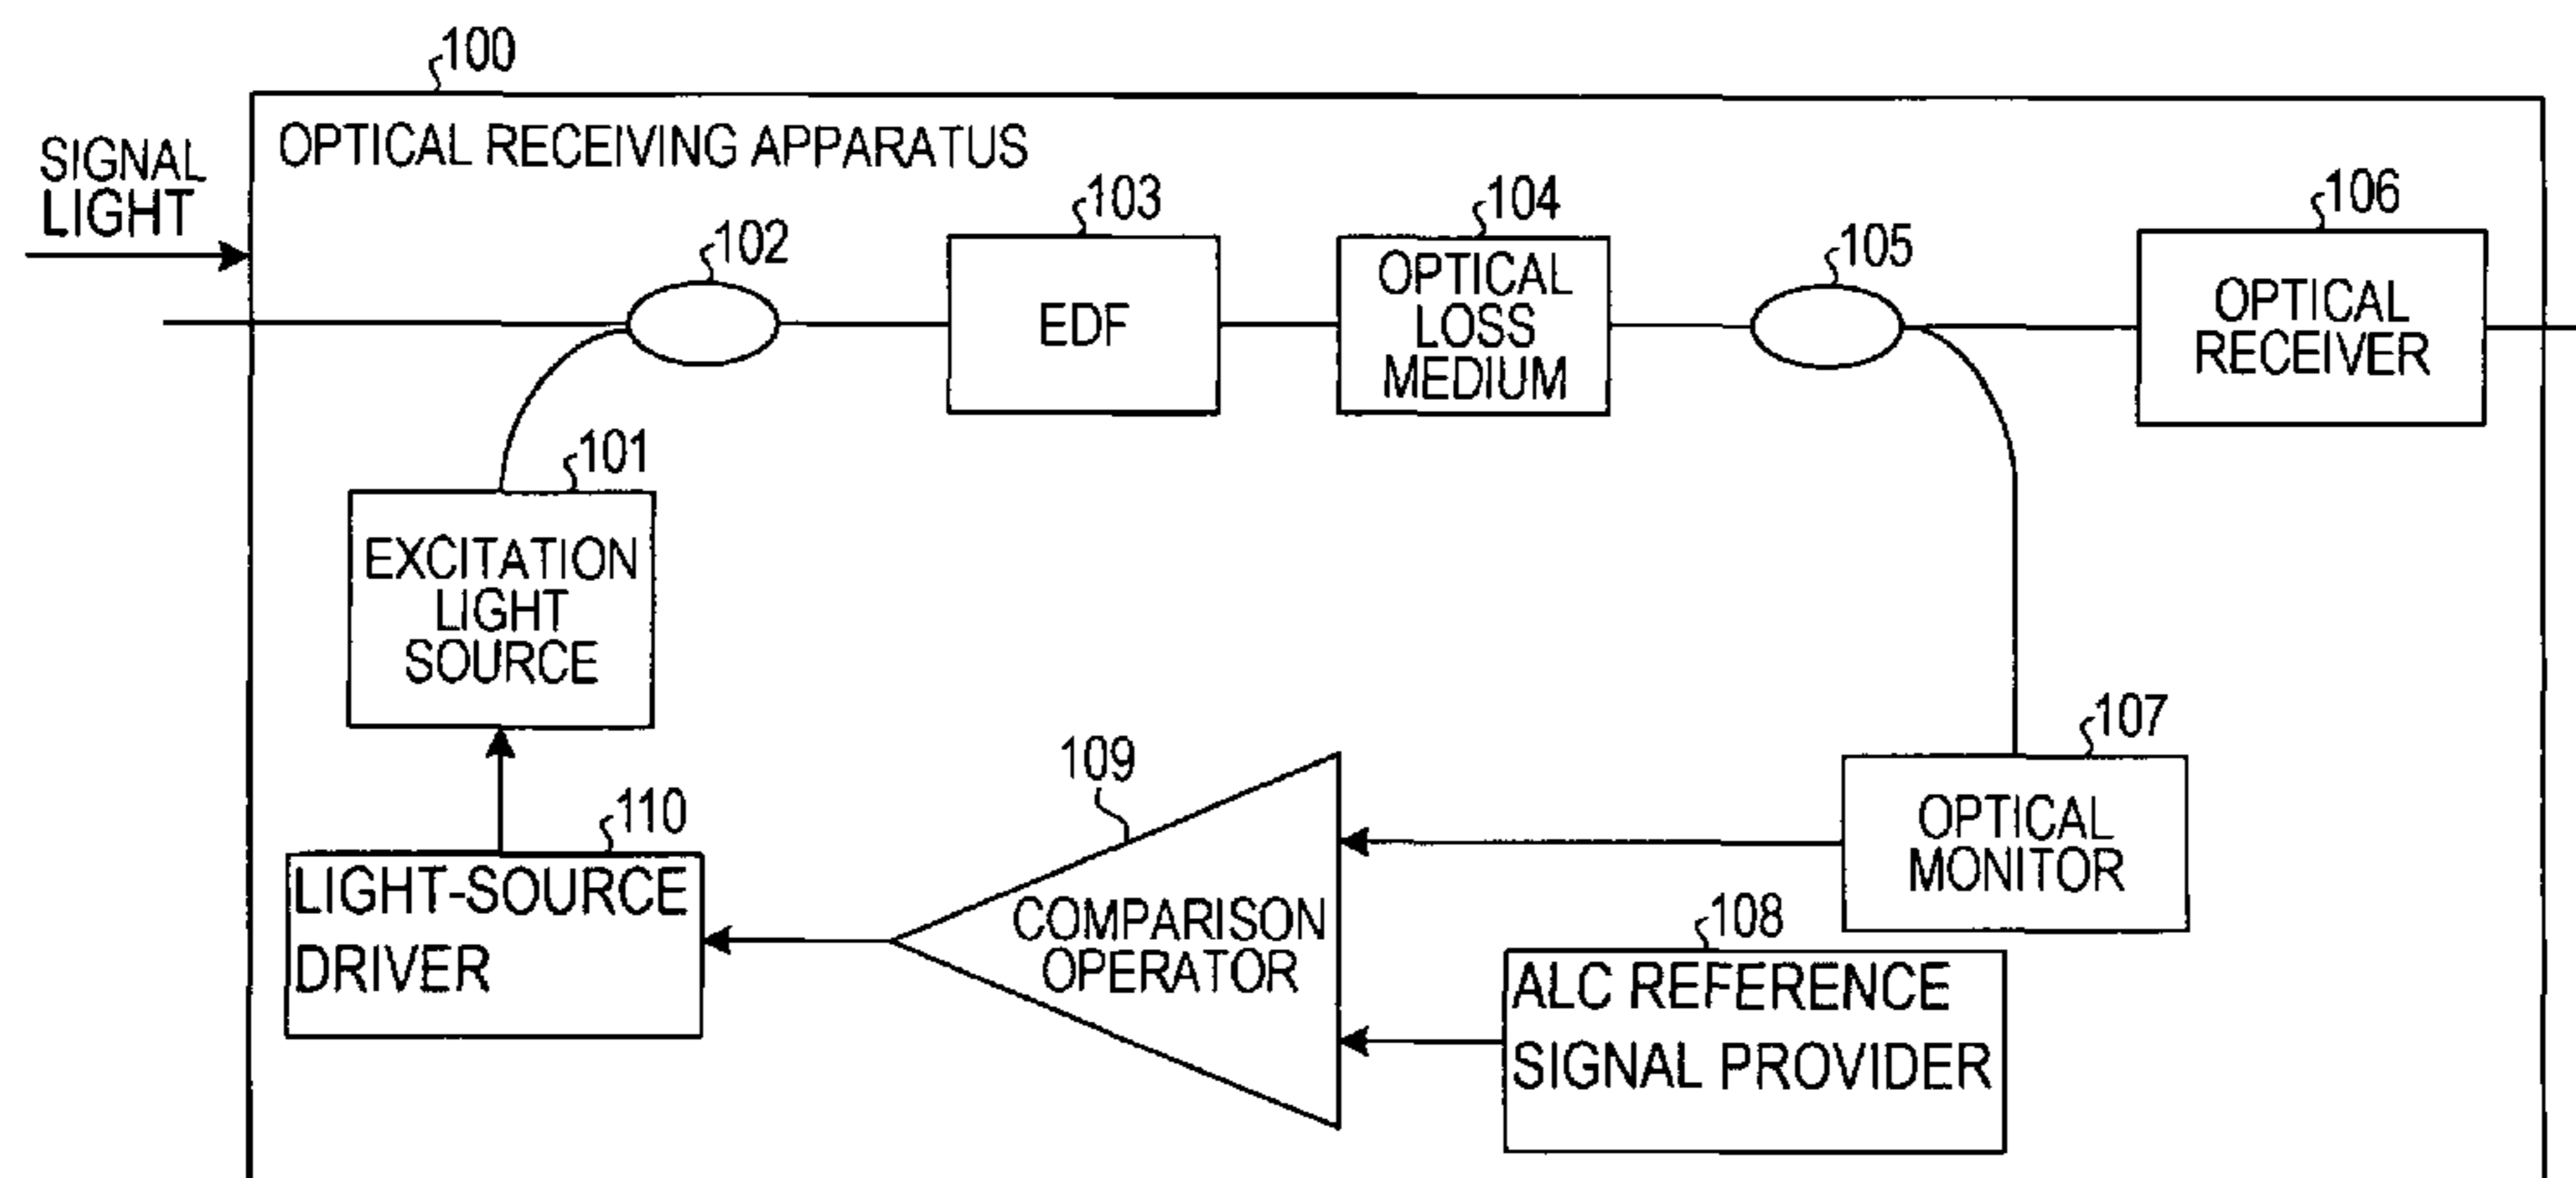 100
OPTICAL RECEIVING APPARATUS
SIGNAL
LIGHT
102
103
EDF
104
OPTICAL
LOSS
MEDIUM
105
106
OPTICAL
RECEIVER
101
EXCITATION
LIGHT
SOURCE
107
OPTICAL
MONITOR
109
COMPARISON
OPERATOR
110
LIGHT-SOURCE
DRIVER
108
ALC REFERENCE
SIGNAL PROVIDER